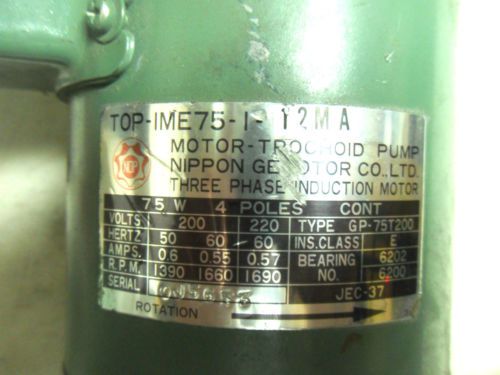 TOP-IME75-1-12MA
NOP
MOTOR-TROCHOID PUMP
NIPPON GEROTOR CO.,LTD.
THREE PHASE INDUCTION MOTOR
75 W 4 POLES CONT
VOLTS 200 220 TYPE GP-75T200
HERTZ 50 60 60 INS.CLASS E
AMPS. 0.6 0.55 0.57 BEARING 6202
R.P.M. 1390 1660 1690 NO. 6200
SERIAL JEC-37
ROTATION